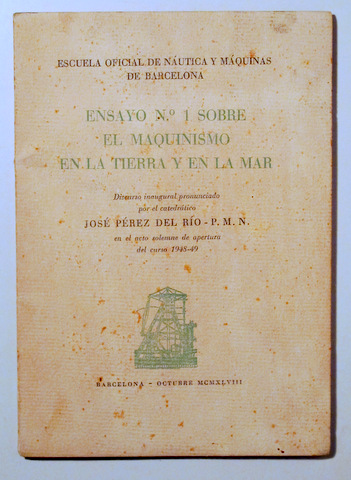 ESCUELA OFICIAL DE NÁUTICA Y MÁQUINAS
DE BARCELONA
ENSAYO N.º 1 SOBRE
EL MAQUINISMO
EN LA TIERRA Y EN LA MAR
Discurso inaugural pronunciado
por el catedrático
JOSÉ PÉREZ DEL RÍO - P. M. N.
en el acto solemne de apertura
del curso 1948-49
BARCELONA - OCTUBRE MCMXLVIII